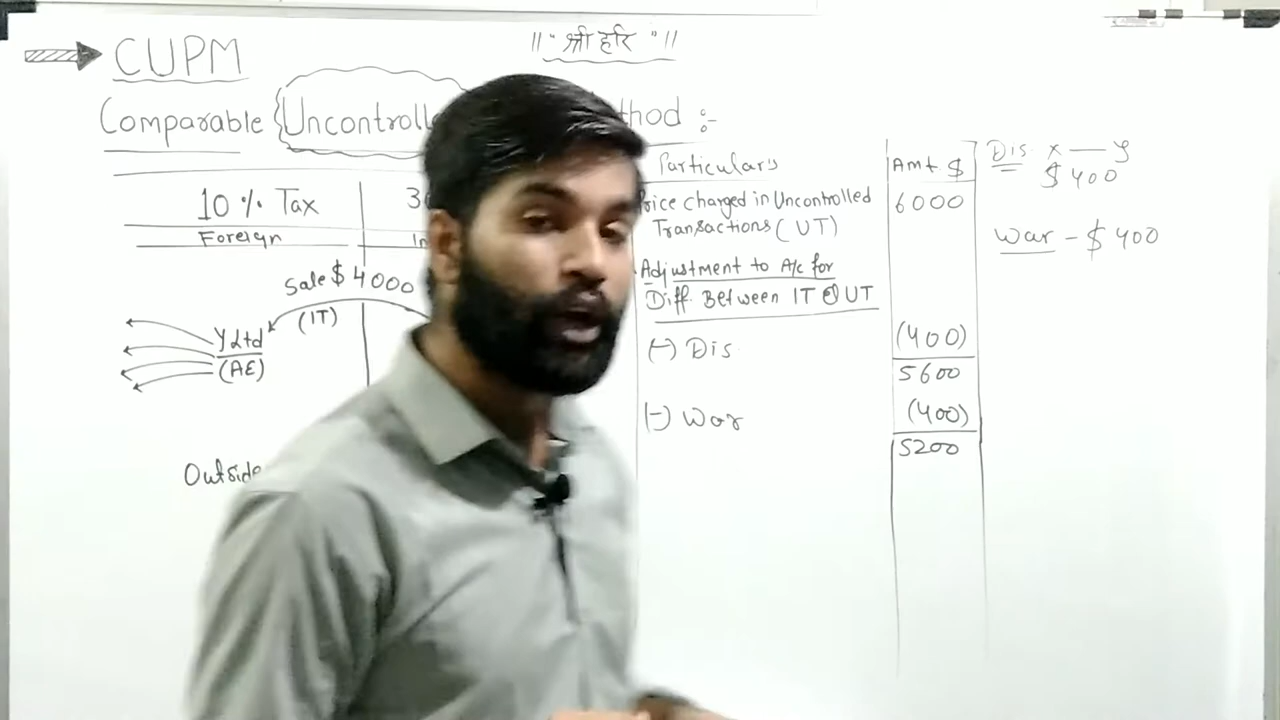 ॥ " श्री हरि " ॥
CUPM
Comparable Uncontrolle thod :-
10 % Tax
Foreign
Sale $ 4000
(IT)
Y Ltd
(AE)
Outside
Particulars Amt $
rice charged in Uncontrolled 6000
Transactions (UT)
Adjustment to A/c for
Diff. Between IT & UT
(-) Dis (400)
5600
(-) War (400)
5200
Dis X — Y
$ 400
War - $ 400